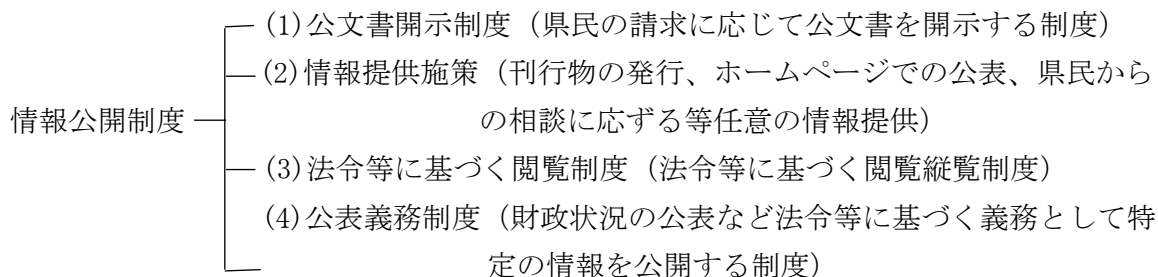 (1)公文書開示制度（県民の請求に応じて公文書を開示する制度）
(2)情報提供施策（刊行物の発行、ホームページでの公表、県民から
の相談に応ずる等任意の情報提供）
情報公開制度
(3)法令等に基づく閲覧制度（法令等に基づく閲覧縦覧制度）
(4)公表義務制度（財政状況の公表など法令等に基づく義務として特
定の情報を公開する制度）